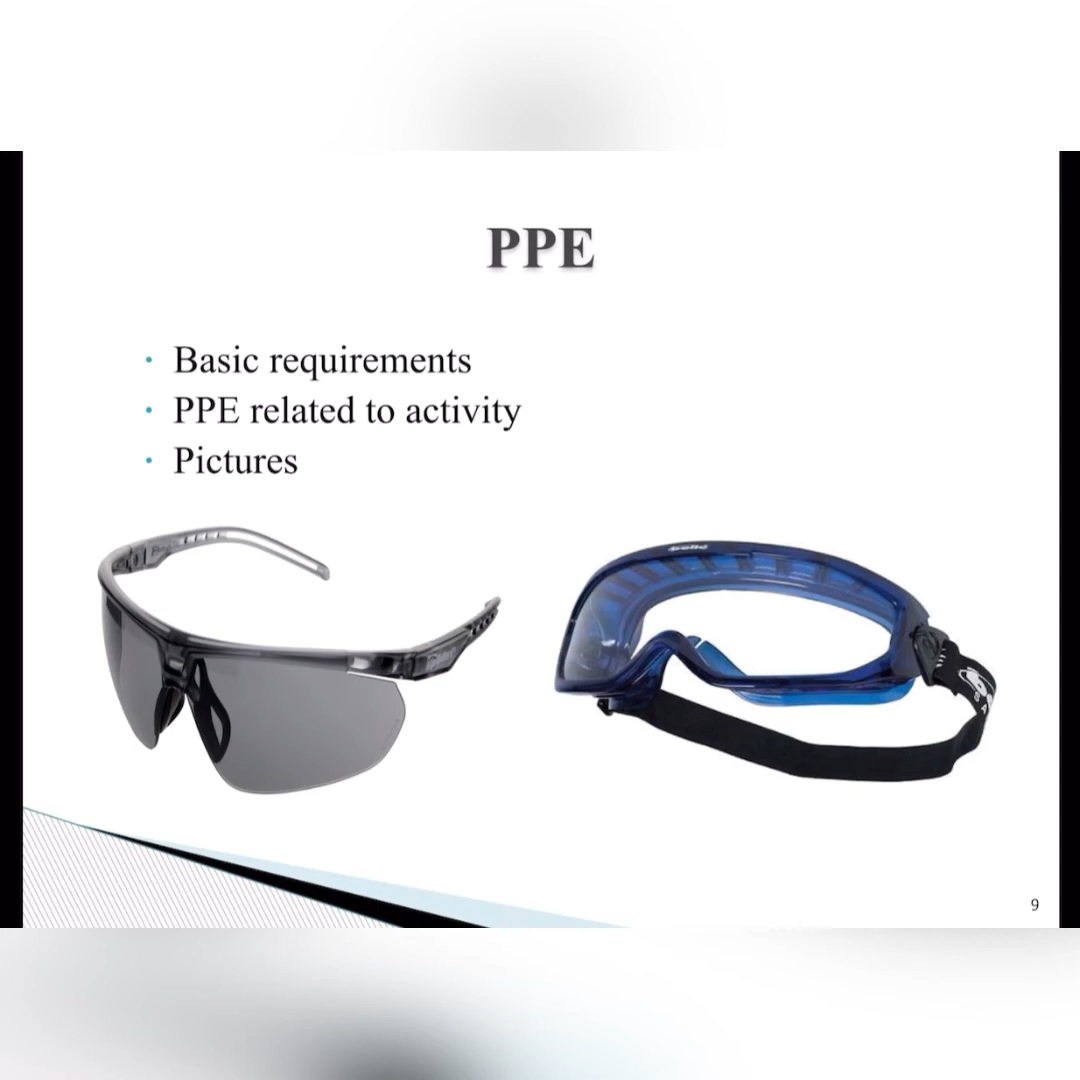 PPE
• Basic requirements
• PPE related to activity
• Pictures
9